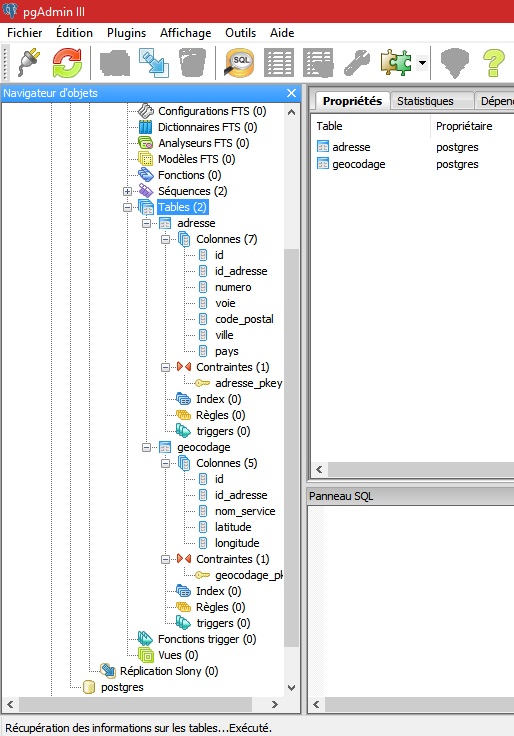 pgAdmin III
Fichier Édition Plugins Affichage Outils Aide
SQL
Navigateur d'objets
Configurations FTS (0)
Dictionnaires FTS (0)
Analyseurs FTS (0)
Modèles FTS (0)
Fonctions (0)
Séquences (2)
Tables (2)
adresse
Colonnes (7)
id
id_adresse
numero
voie
code_postal
ville
pays
Contraintes (1)
adresse_pkey
Index (0)
Règles (0)
triggers (0)
geocodage
Colonnes (5)
id
id_adresse
nom_service
latitude
longitude
Contraintes (1)
geocodage_pk
Index (0)
Règles (0)
triggers (0)
Fonctions trigger (0)
Vues (0)
Réplication Slony (0)
postgres
Propriétés Statistiques Dépen
Table Propriétaire
adresse postgres
geocodage postgres
Panneau SQL
Récupération des informations sur les tables...Exécuté.